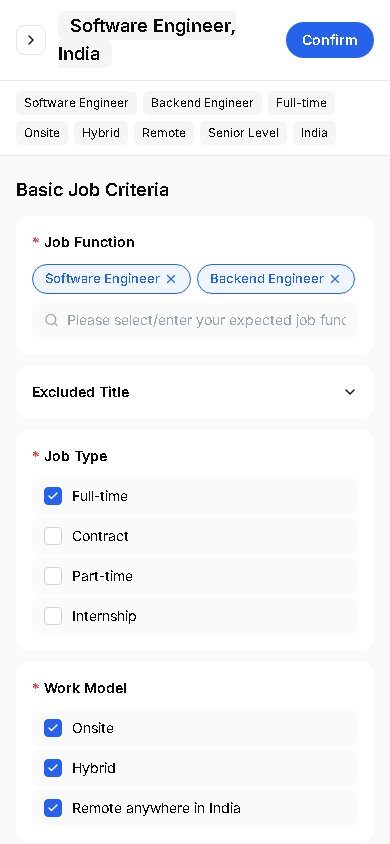 Software Engineer,
India
Confirm
Software Engineer Backend Engineer Full-time
Onsite Hybrid Remote Senior Level India
Basic Job Criteria
* Job Function
Software Engineer Backend Engineer
Please select/enter your expected job func
Excluded Title
* Job Type
Full-time
Contract
Part-time
Internship
* Work Model
Onsite
Hybrid
Remote anywhere in India